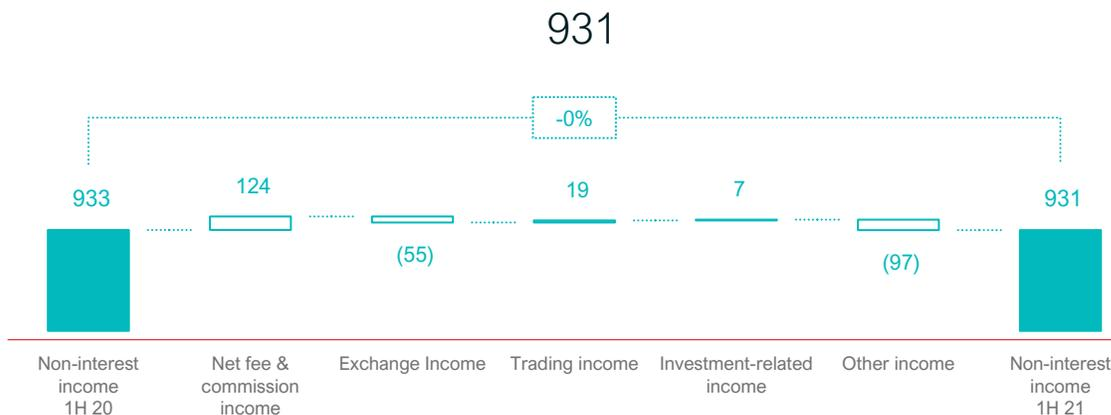 931
-0%
933
124
(55)
19
7
(97)
931
Non-interest
income
1H 20
Net fee &
commission
income
Exchange Income
Trading income
Investment-related
income
Other income
Non-interest
income
1H 21